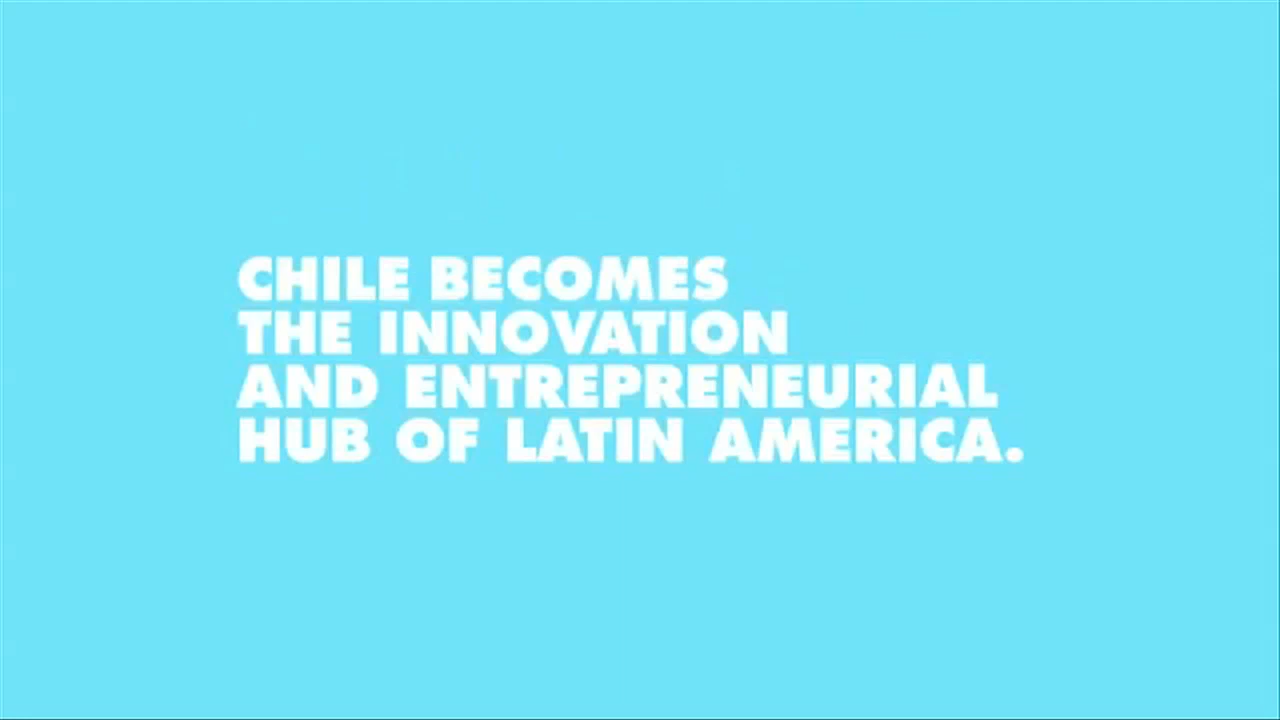 CHILE BECOMES
THE INNOVATION
AND ENTREPRENEURIAL
HUB OF LATIN AMERICA.